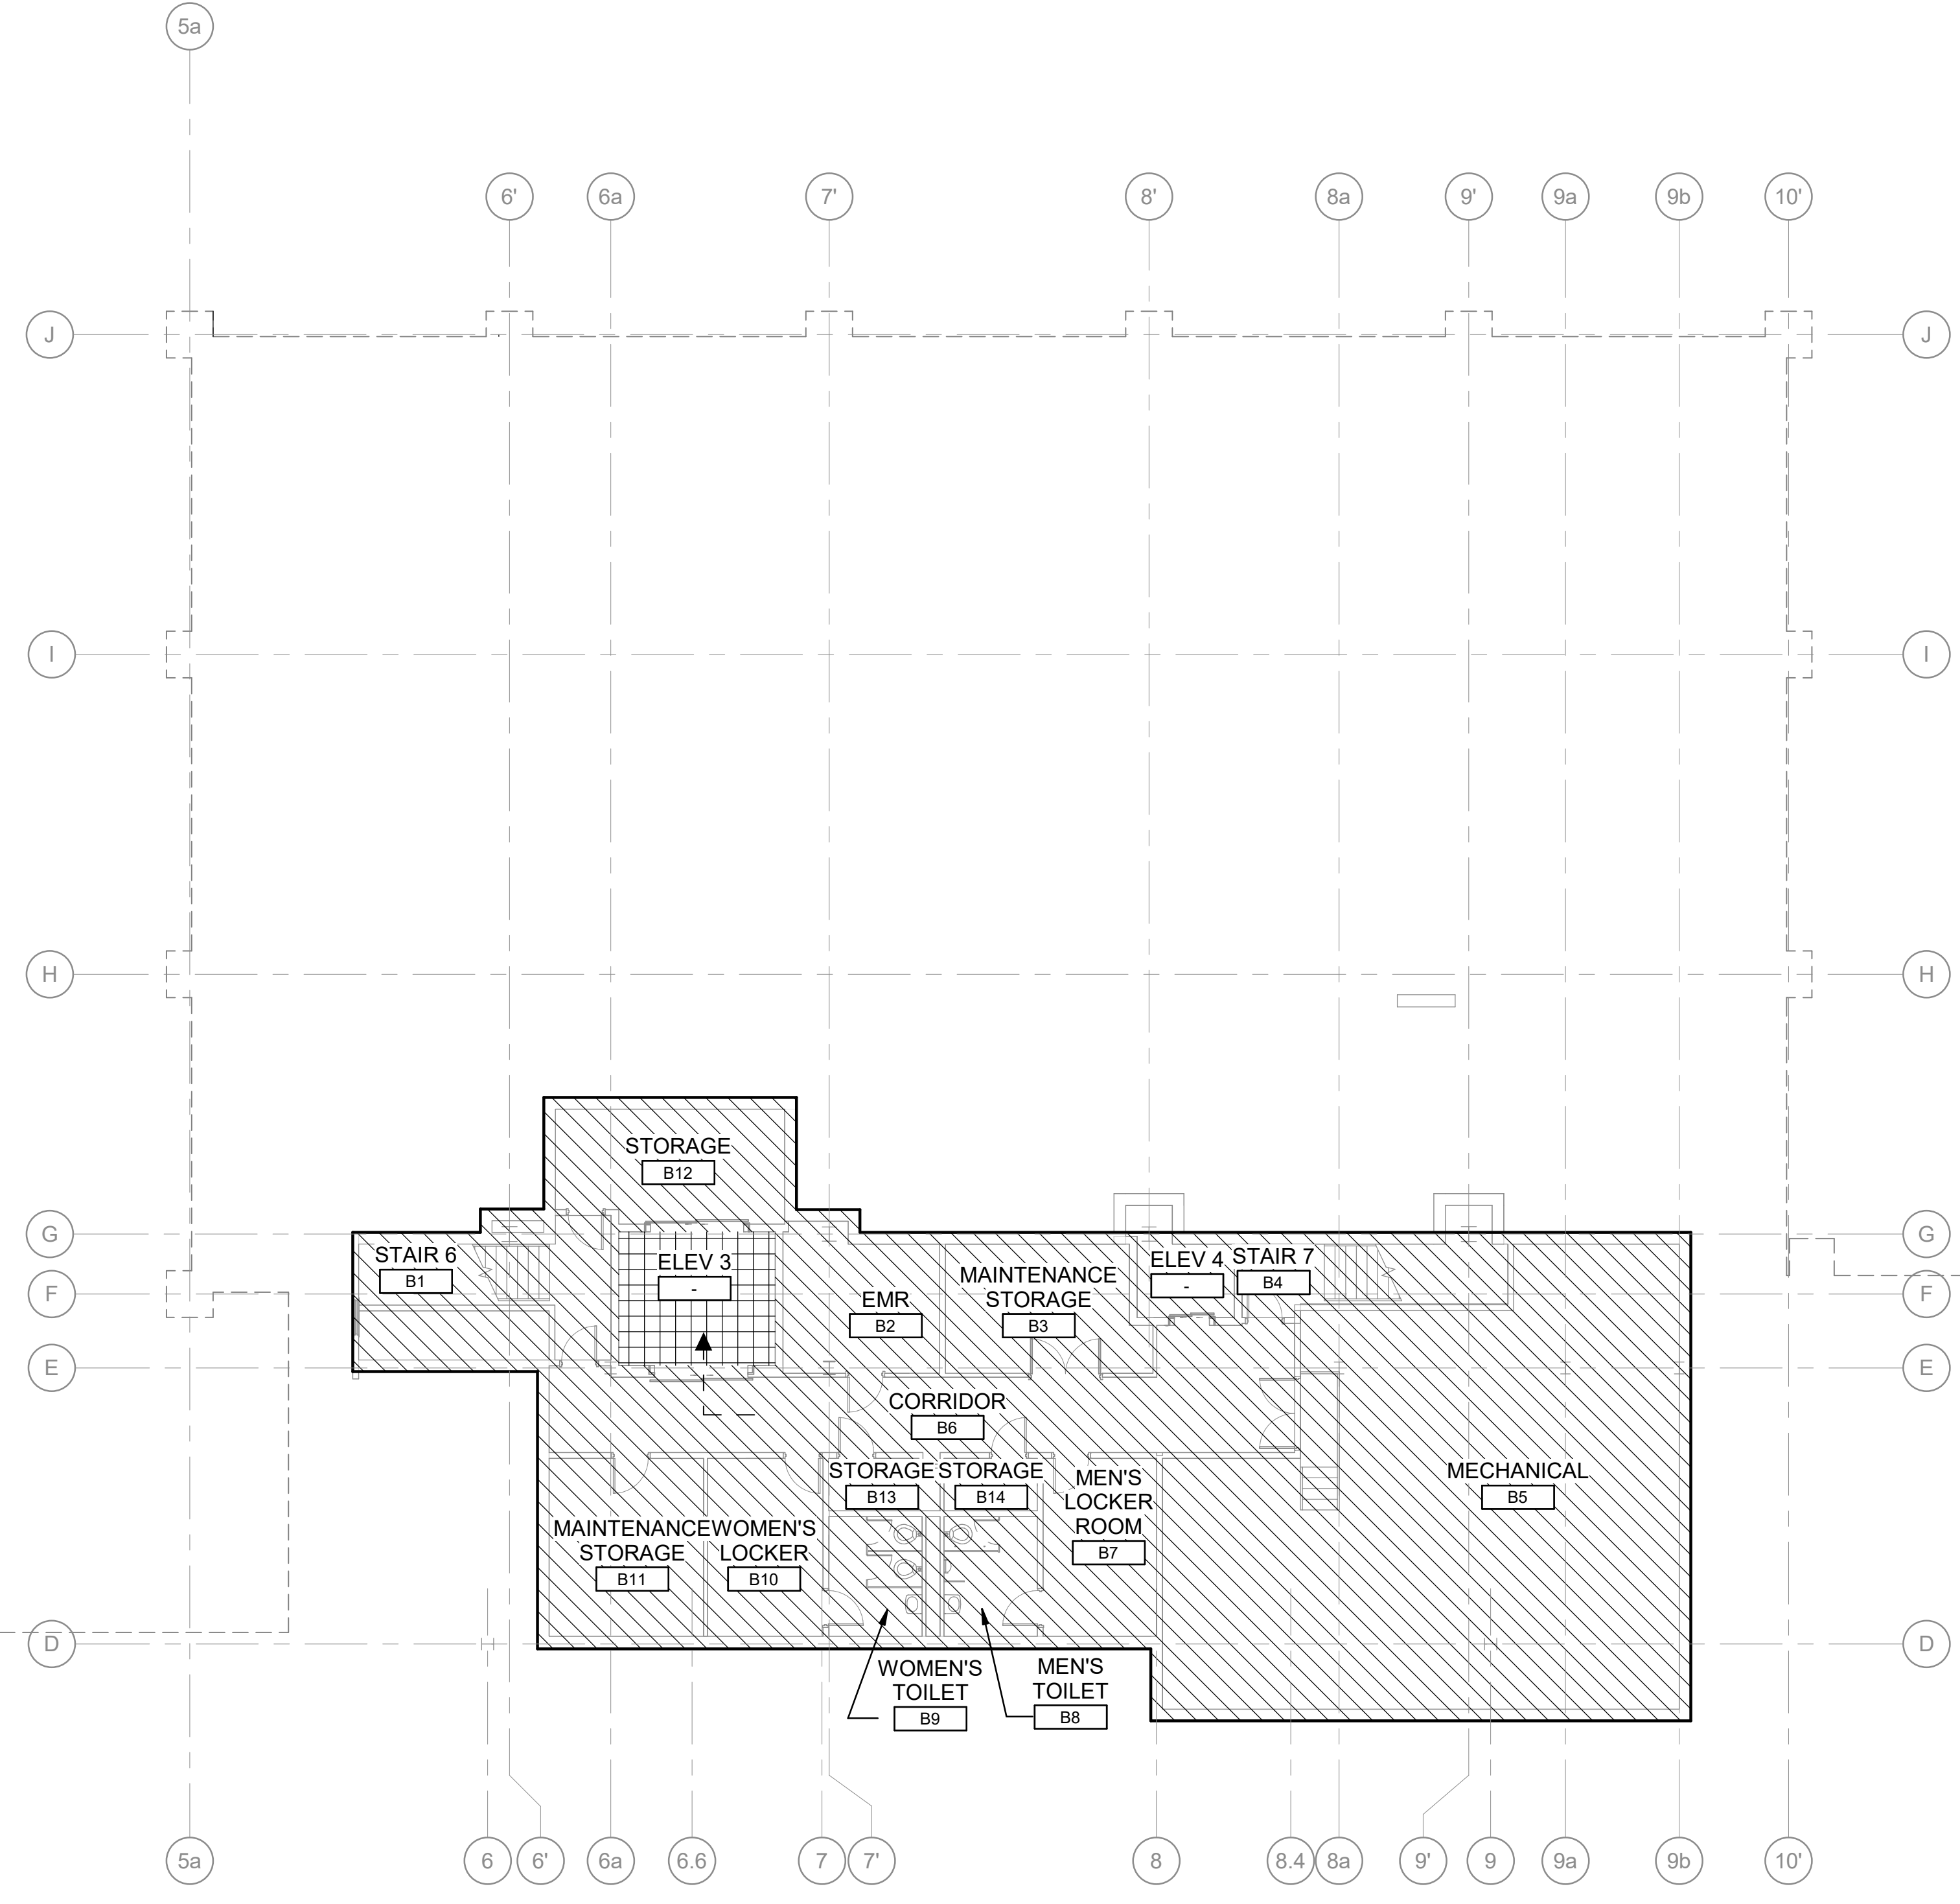 5a
6'
6a
7'
8'
8a
9'
9a
9b
10'
J
J
I
I
H
H
STORAGE
B12
G
G
STAIR 6
B1
ELEV 3
-
ELEV 4
-
STAIR 7
B4
MAINTENANCE
STORAGE
B3
EMR
B2
F
F
E
E
CORRIDOR
B6
STORAGE
B13
STORAGE
B14
MEN'S
LOCKER
ROOM
B7
MECHANICAL
B5
MAINTENANCE
STORAGE
B11
WOMEN'S
LOCKER
B10
D
D
WOMEN'S
TOILET
B9
MEN'S
TOILET
B8
5a
6
6'
6a
6.6
7
7'
8
8.4
8a
9'
9
9a
9b
10'